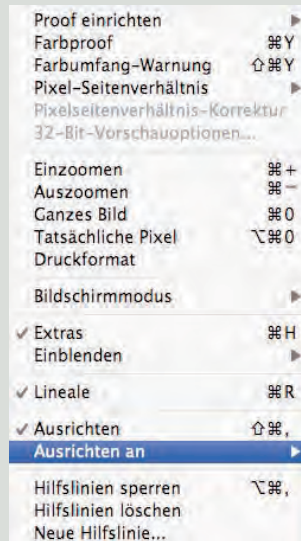 Proof einrichten
Farbproof ⌘Y
Farbumfang-Warnung ⇧⌘Y
Pixel-Seitenverhältnis
Pixelseitenverhältnis-Korrektur
32-Bit-Vorschauoptionen...
Einzoomen ⌘+
Auszoomen ⌘-
Ganzes Bild ⌘0
Tatsächliche Pixel ⌥⌘0
Druckformat
Bildschirmmodus
✓ Extras ⌘H
Einblenden
✓ Lineale ⌘R
✓ Ausrichten ⇧⌘,
Ausrichten an
Hilfslinien sperren ⌥⌘,
Hilfslinien löschen
Neue Hilfslinie...